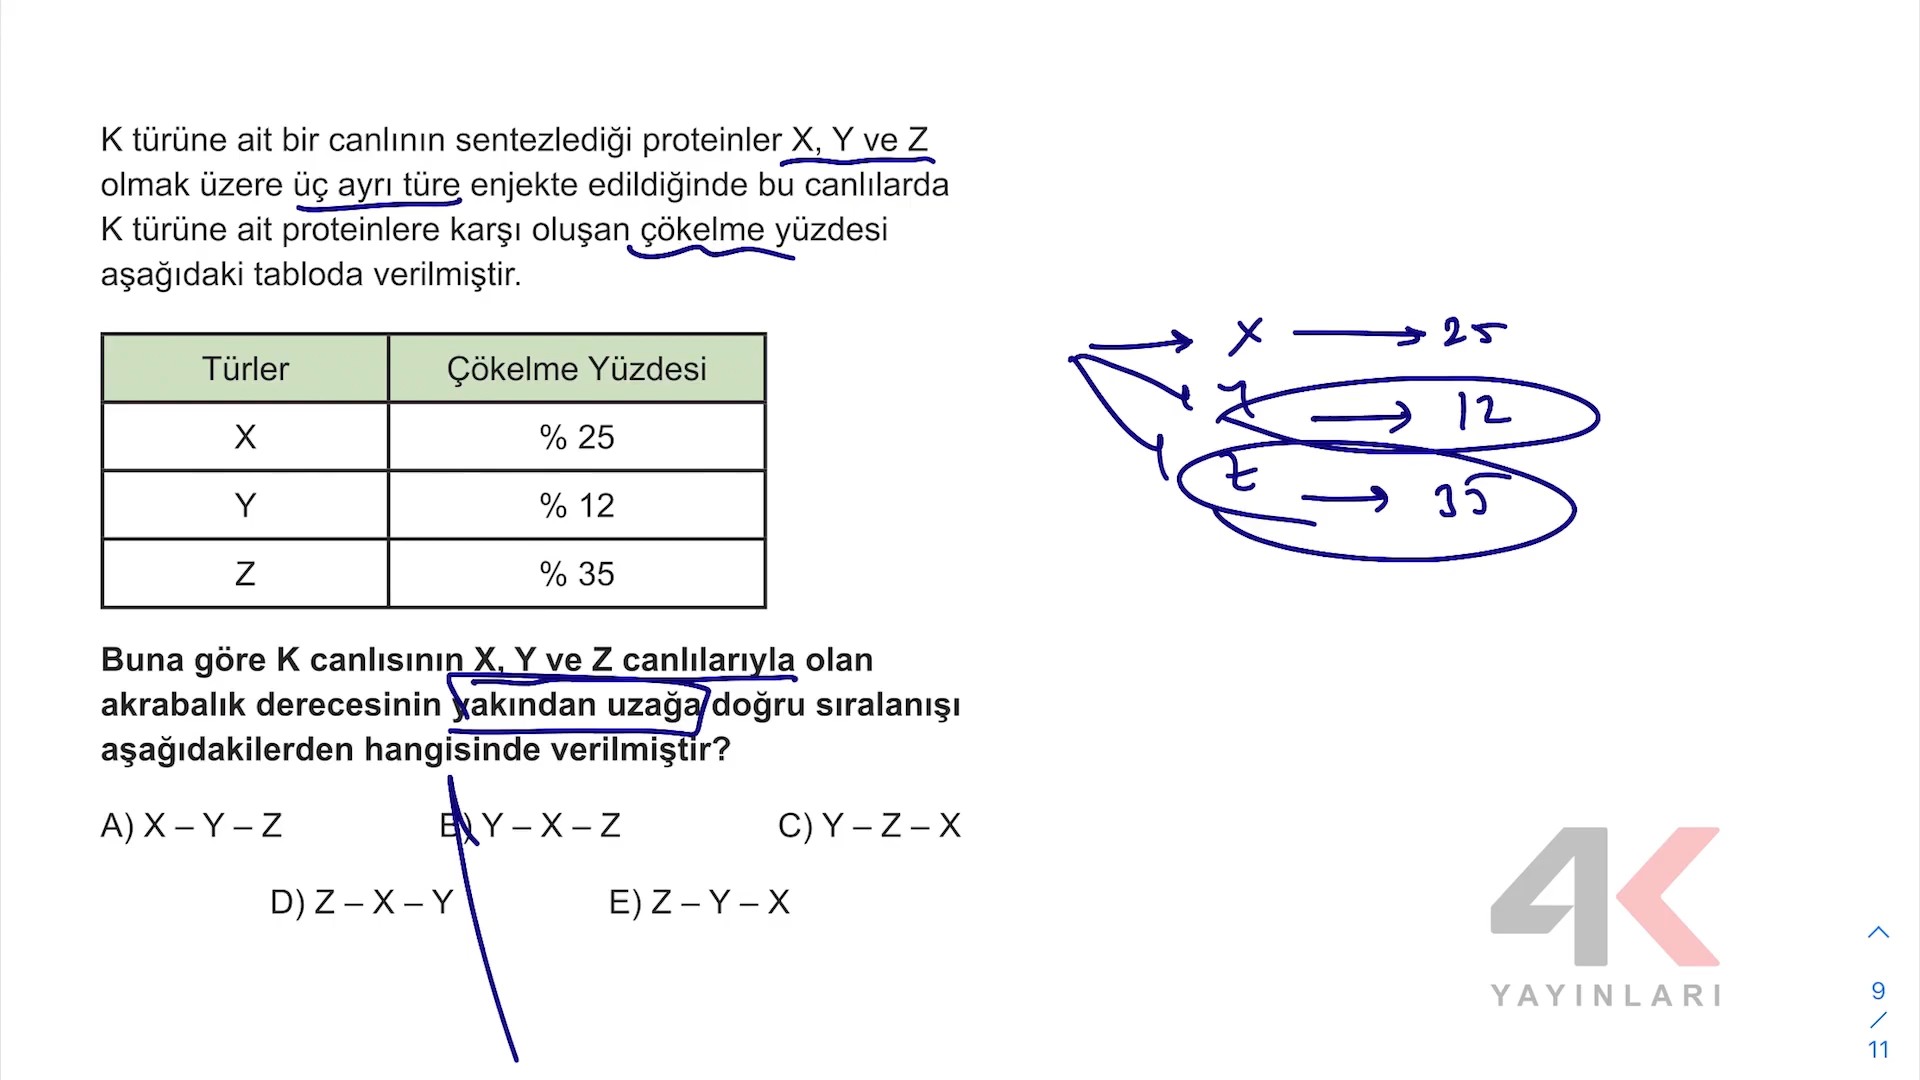 K türüne ait bir canlının sentezlediği proteinler X, Y ve Z
olmak üzere üç ayrı türe enjekte edildiğinde bu canlılarda
K türüne ait proteinlere karşı oluşan çökelme yüzdesi
aşağıdaki tabloda verilmiştir.
Türler Çökelme Yüzdesi
X % 25
Y % 12
Z % 35
X → 25
Y → 12
Z → 35
Buna göre K canlısının X, Y ve Z canlılarıyla olan
akrabalık derecesinin yakından uzağa doğru sıralanışı
aşağıdakilerden hangisinde verilmiştir?
A) X – Y – Z B) Y – X – Z C) Y – Z – X
D) Z – X – Y E) Z – Y – X
4K
YAYINLARI
9
/
11